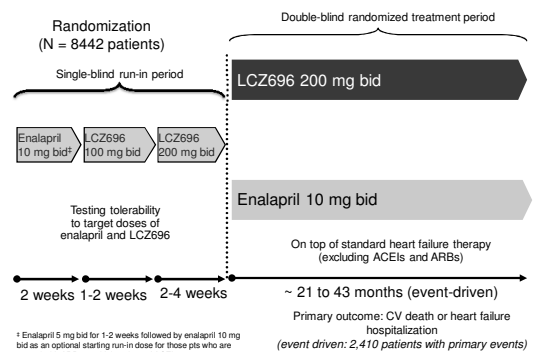 Randomization
(N = 8442 patients)
Double-blind randomized treatment period
Single-blind run-in period
LCZ696 200 mg bid
Enalapril
10 mg bid‡
LCZ696
100 mg bid
LCZ696
200 mg bid
Enalapril 10 mg bid
Testing tolerability
to target doses of
enalapril and LCZ696
On top of standard heart failure therapy
(excluding ACEIs and ARBs)
2 weeks
1-2 weeks
2-4 weeks
~ 21 to 43 months (event-driven)
Primary outcome: CV death or heart failure
hospitalization
(event driven: 2,410 patients with primary events)
‡ Enalapril 5 mg bid for 1-2 weeks followed by enalapril 10 mg
bid as an optional starting run-in dose for those pts who are